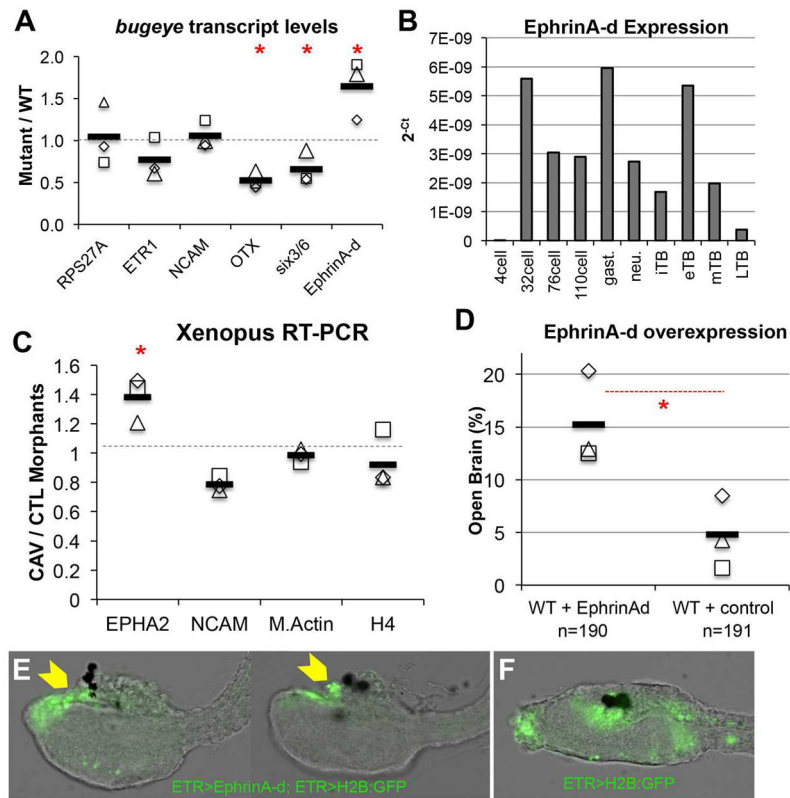 A
bugeye transcript levels
* * *
2.0
1.5
1.0
0.5
0.0
Mutant / WT
RPS27A
ETR1
NCAM
OTX
six3/6
EphrinA-d
B
EphrinA-d Expression
7E-09
6E-09
5E-09
4E-09
3E-09
2E-09
1E-09
0E-09
2^-Ct
4cell
32cell
76cell
110cell
gast.
neu.
iTB
eTB
mTB
LTB
C
Xenopus RT-PCR
*
1.6
1.4
1.2
1
0.8
0.6
0.4
0.2
0
CAV / CTL Morphants
EPHA2
NCAM
M.Actin
H4
D
EphrinA-d overexpression
20
15
10
5
0
Open Brain (%)
*
WT + EphrinAd
n=190
WT + control
n=191
E
ETR>EphrinA-d; ETR>H2B:GFP
F
ETR>H2B:GFP